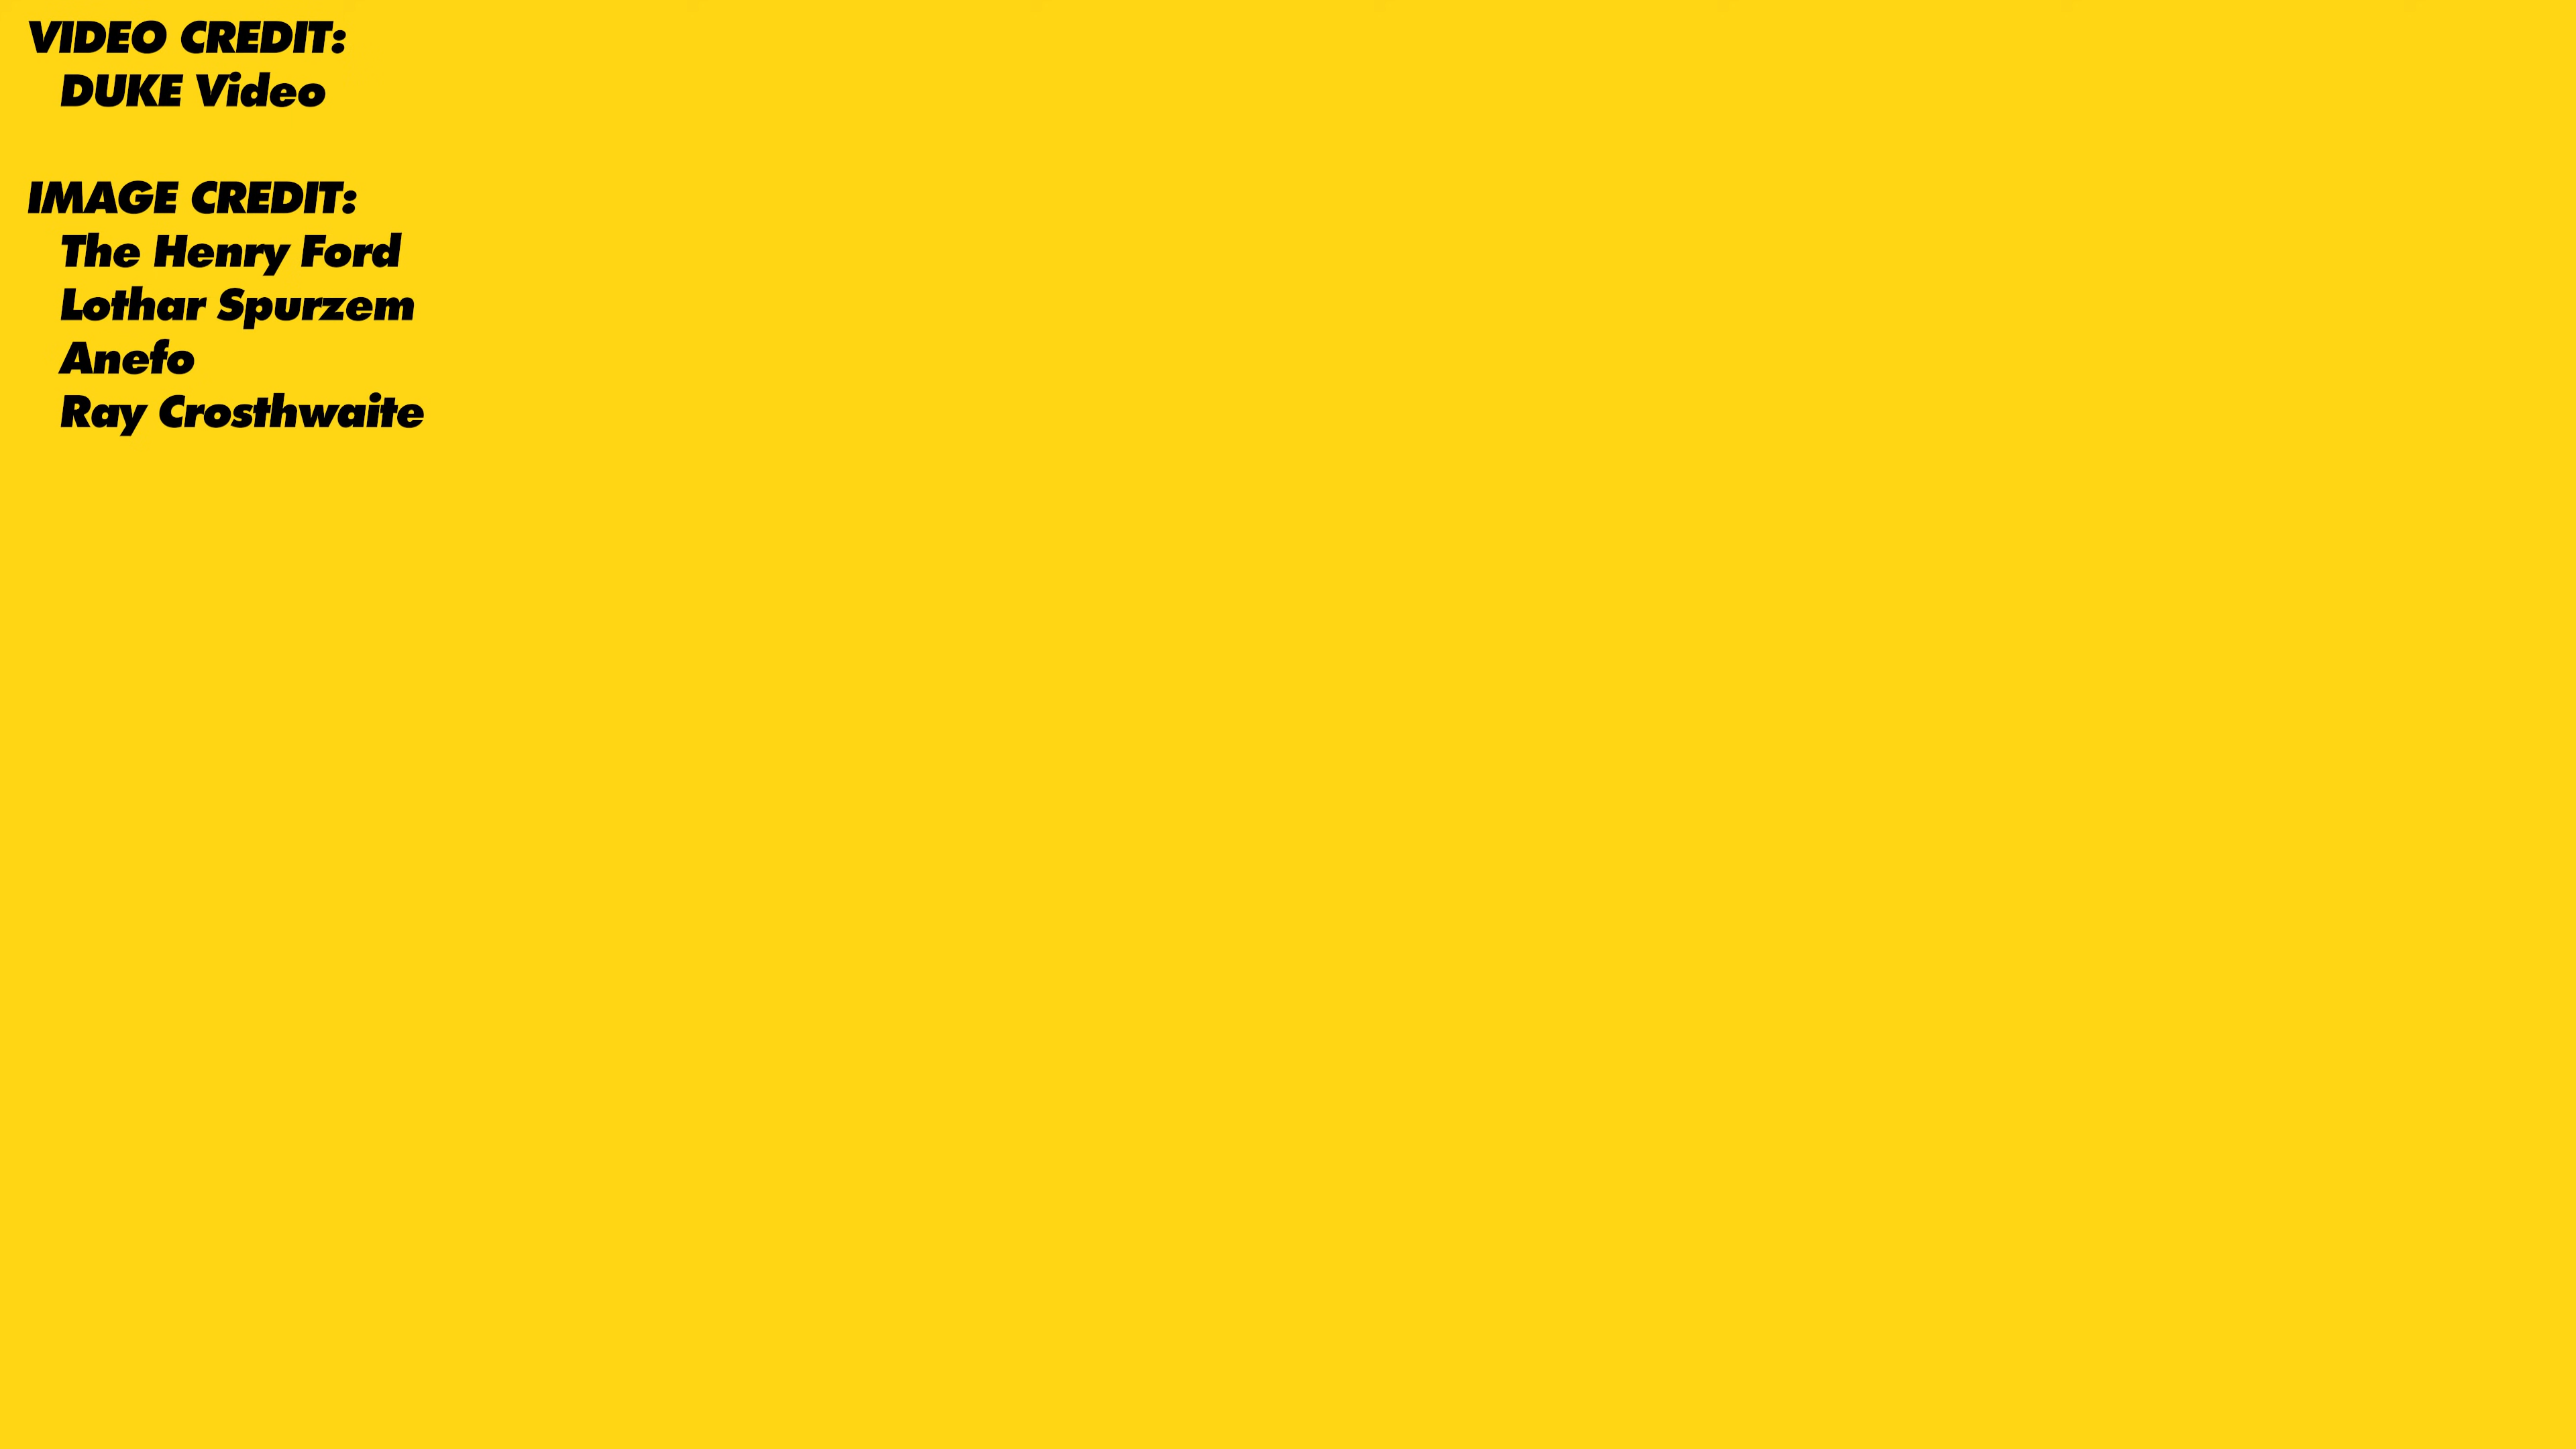 VIDEO CREDIT:
DUKE Video
IMAGE CREDIT:
The Henry Ford
Lothar Spurzem
Anefo
Ray Crosthwaite